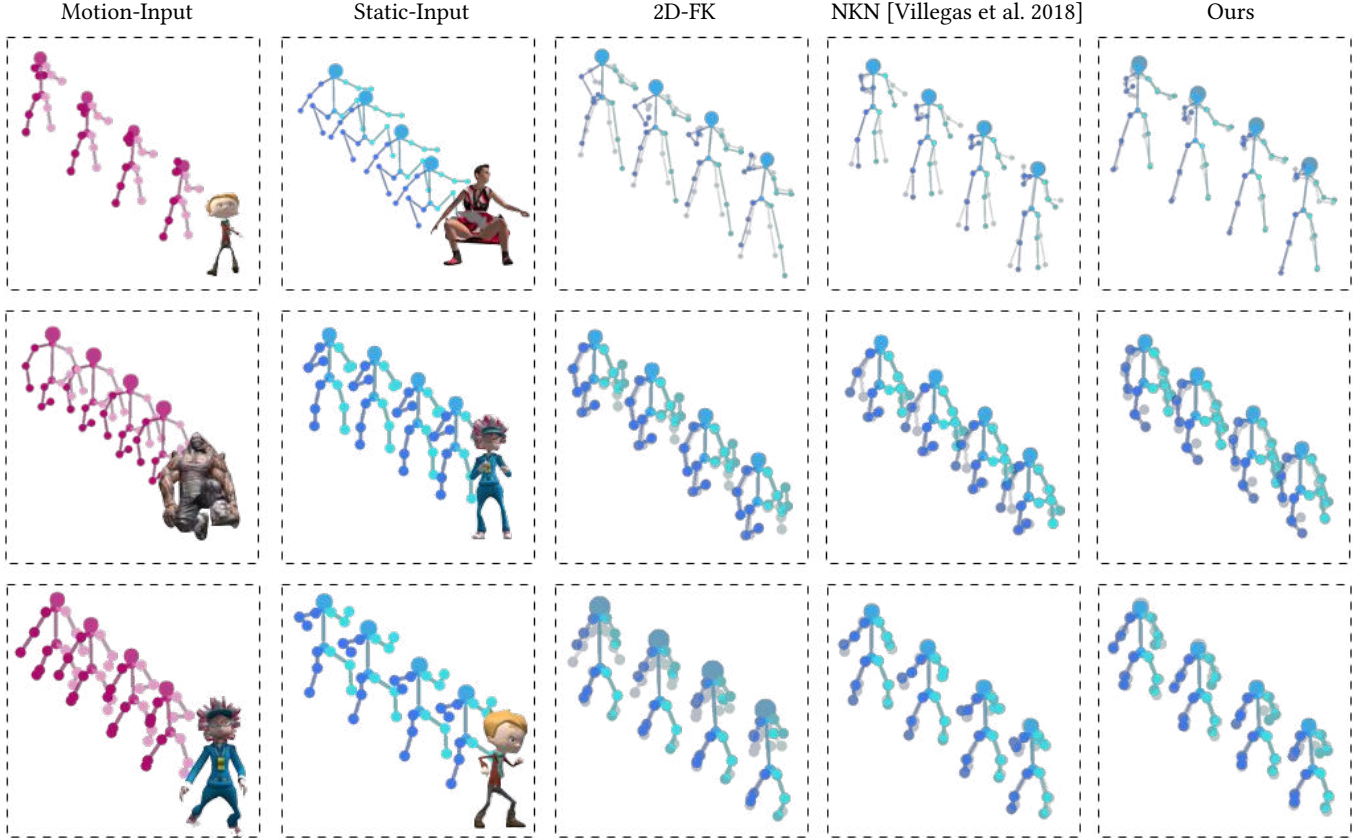 Motion-Input
Static-Input
2D-FK
NKN [Villegas et al. 2018]
Ours